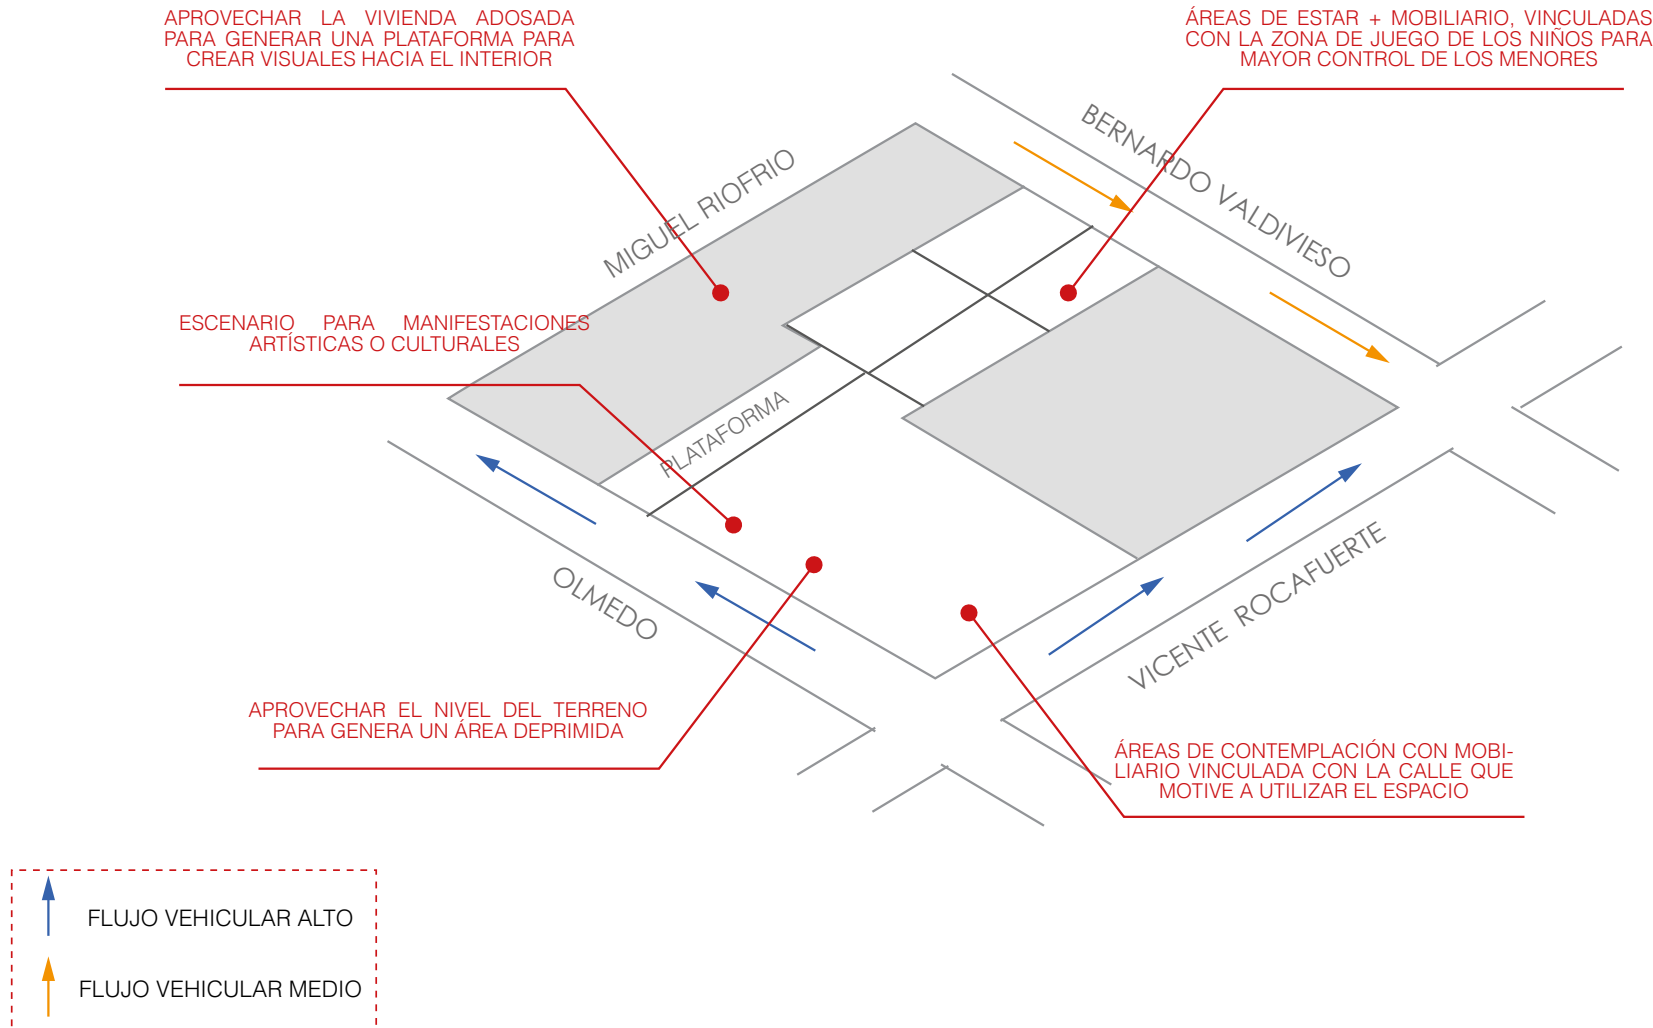 APROVECHAR LA VIVIENDA ADOSADA
PARA GENERAR UNA PLATAFORMA PARA
CREAR VISUALES HACIA EL INTERIOR
ÁREAS DE ESTAR + MOBILIARIO, VINCULADAS
CON LA ZONA DE JUEGO DE LOS NIÑOS PARA
MAYOR CONTROL DE LOS MENORES
BERNARDO VALDIVIESO
MIGUEL RIOFRIO
ESCENARIO PARA MANIFESTACIONES
ARTÍSTICAS O CULTURALES
PLATAFORMA
OLMEDO
VICENTE ROCAFUERTE
APROVECHAR EL NIVEL DEL TERRENO
PARA GENERA UN ÁREA DEPRIMIDA
ÁREAS DE CONTEMPLACIÓN CON MOBI-
LIARIO VINCULADA CON LA CALLE QUE
MOTIVE A UTILIZAR EL ESPACIO
FLUJO VEHICULAR ALTO
FLUJO VEHICULAR MEDIO